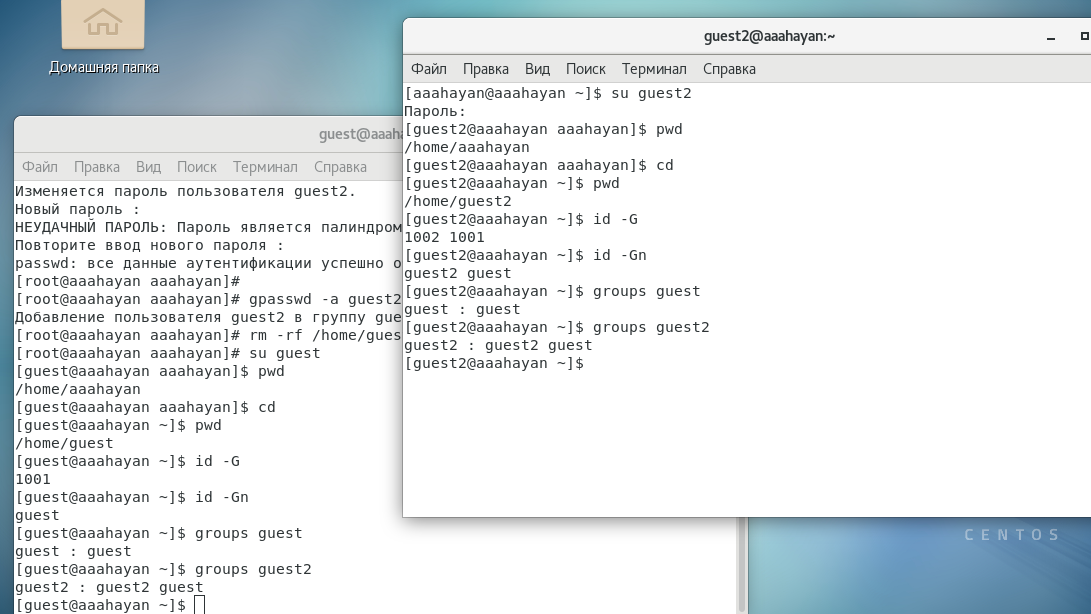 Домашняя папка
guest@aaaha
Файл Правка Вид Поиск Терминал Справка
Изменяется пароль пользователя guest2.
Новый пароль :
НЕУДАЧНЫЙ ПАРОЛЬ: Пароль является палиндром
Повторите ввод нового пароля :
passwd: все данные аутентификации успешно о
[root@aaahayan aaahayan]#
[root@aaahayan aaahayan]# gpasswd -a guest2
Добавление пользователя guest2 в группу gue
[root@aaahayan aaahayan]# rm -rf /home/gues
[root@aaahayan aaahayan]# su guest
[guest@aaahayan aaahayan]$ pwd
/home/aaahayan
[guest@aaahayan aaahayan]$ cd
[guest@aaahayan ~]$ pwd
/home/guest
[guest@aaahayan ~]$ id -G
1001
[guest@aaahayan ~]$ id -Gn
guest
[guest@aaahayan ~]$ groups guest
guest : guest
[guest@aaahayan ~]$ groups guest2
guest2 : guest2 guest
[guest@aaahayan ~]$
guest2@aaahayan:~
Файл Правка Вид Поиск Терминал Справка
[aaahayan@aaahayan ~]$ su guest2
Пароль:
[guest2@aaahayan aaahayan]$ pwd
/home/aaahayan
[guest2@aaahayan aaahayan]$ cd
[guest2@aaahayan ~]$ pwd
/home/guest2
[guest2@aaahayan ~]$ id -G
1002 1001
[guest2@aaahayan ~]$ id -Gn
guest2 guest
[guest2@aaahayan ~]$ groups guest
guest : guest
[guest2@aaahayan ~]$ groups guest2
guest2 : guest2 guest
[guest2@aaahayan ~]$
CENTOS